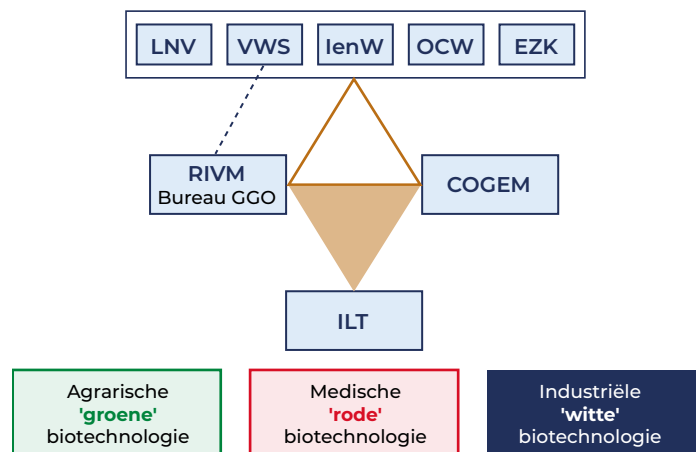 LNV VWS IenW OCW EZK
RIVM
Bureau GGO
COGEM
ILT
Agrarische
'groene'
biotechnologie
Medische
'rode'
biotechnologie
Industriële
'witte'
biotechnologie